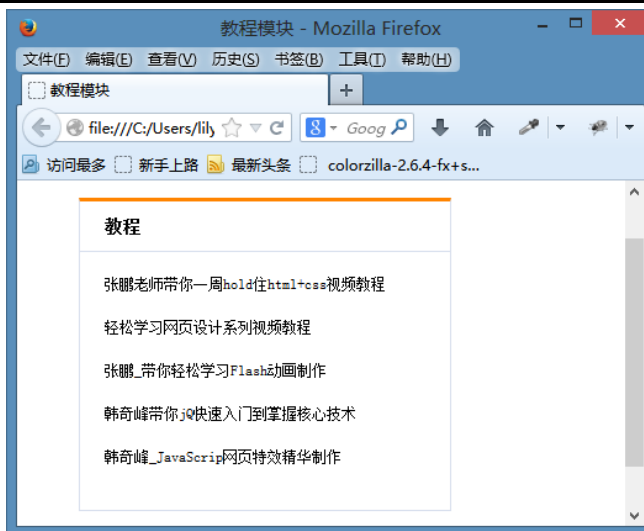 教程模块 - Mozilla Firefox
文件(F) 编辑(E) 查看(V) 历史(S) 书签(B) 工具(T) 帮助(H)
教程模块
file:///C:/Users/lily Goog
访问最多 新手上路 最新头条 colorzilla-2.6.4-fx+s...
教程
张鹏老师带你一周hold住html+css视频教程
轻松学习网页设计系列视频教程
张鹏_带你轻松学习Flash动画制作
韩奇峰带你jQ快速入门到掌握核心技术
韩奇峰_JavaScrip网页特效精华制作